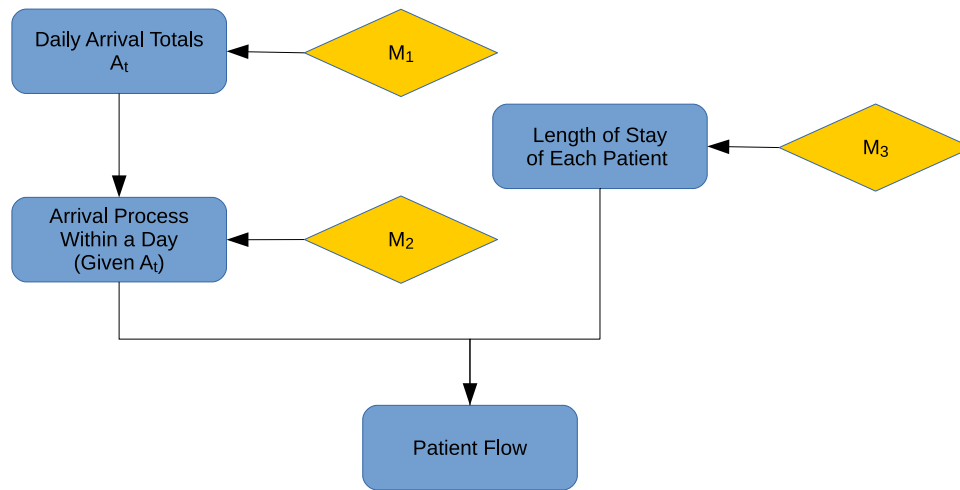 Daily Arrival Totals
Aₜ
M₁
Length of Stay
of Each Patient
M₃
Arrival Process
Within a Day
(Given Aₜ)
M₂
Patient Flow